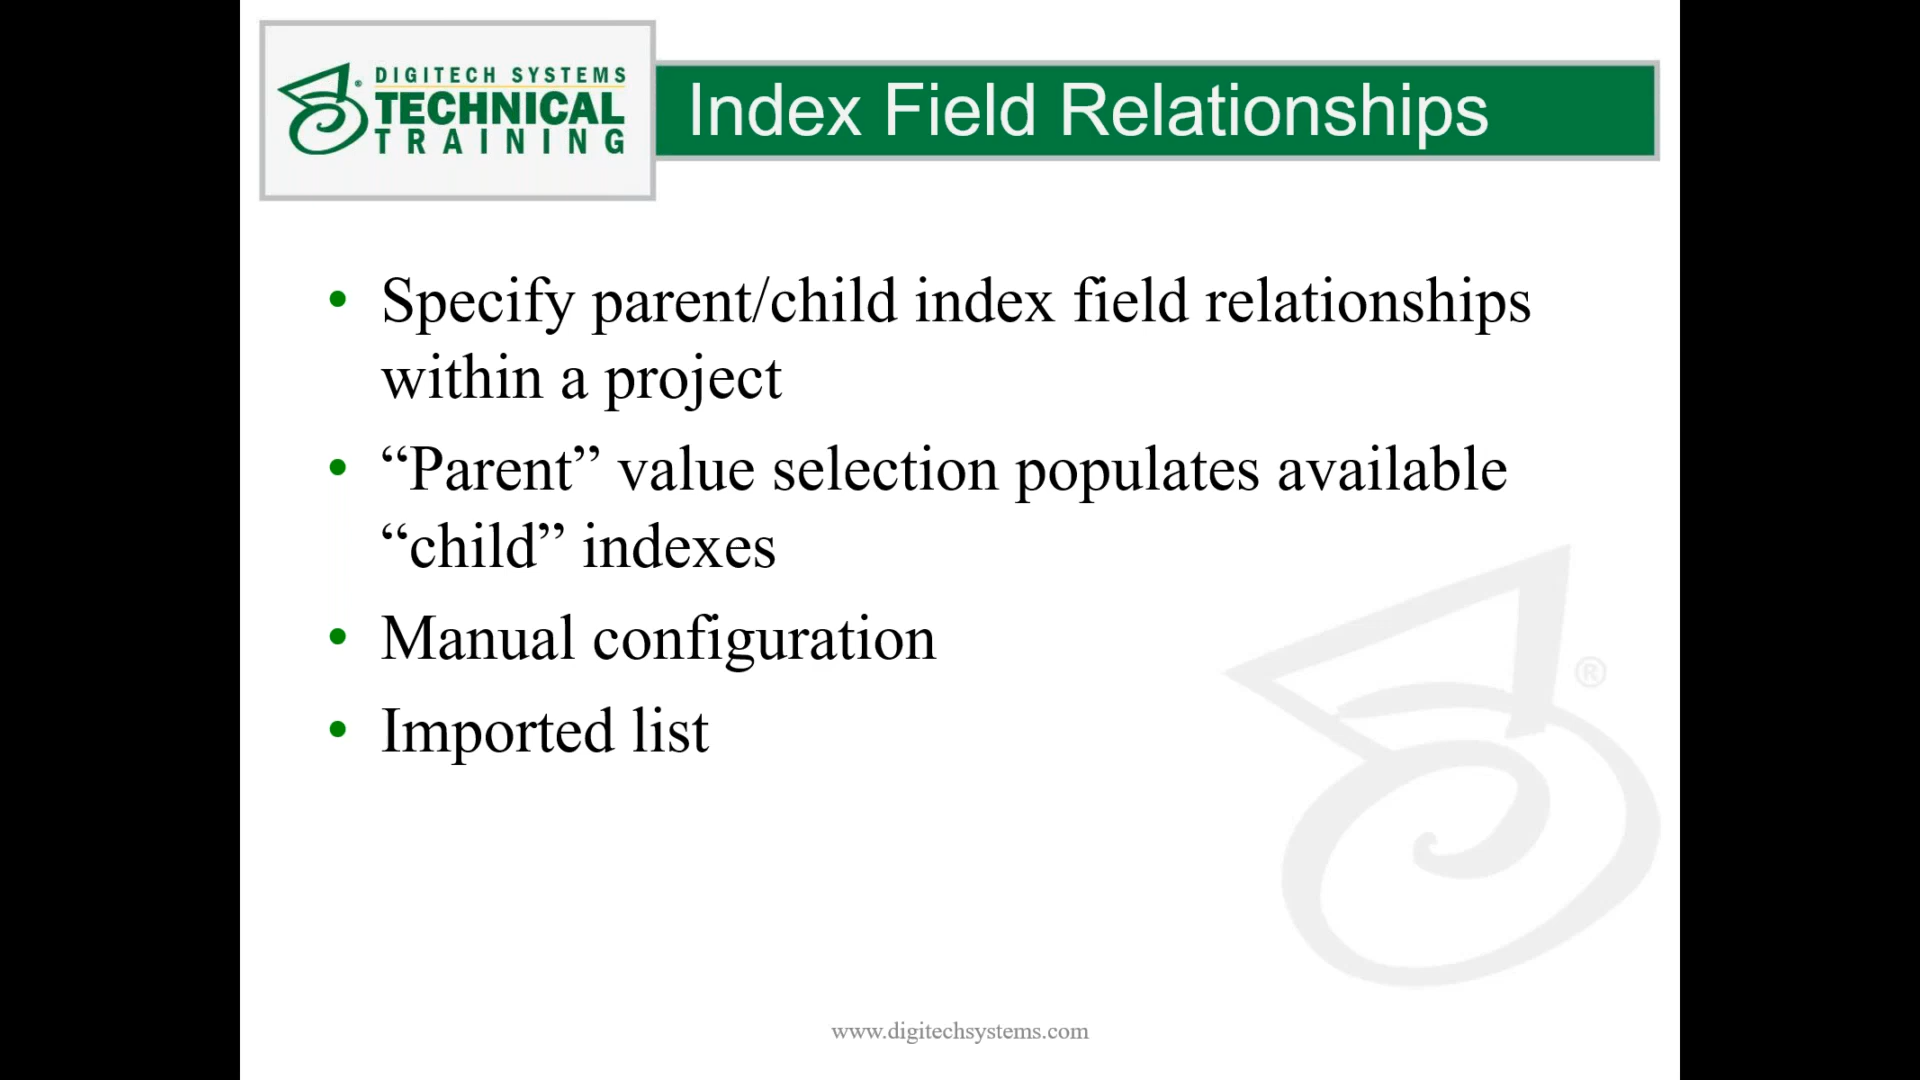 DIGITECH SYSTEMS
TECHNICAL
TRAINING
®
Index Field Relationships
• Specify parent/child index field relationships
within a project
• “Parent” value selection populates available
“child” indexes
• Manual configuration
• Imported list
®
www.digitechsystems.com